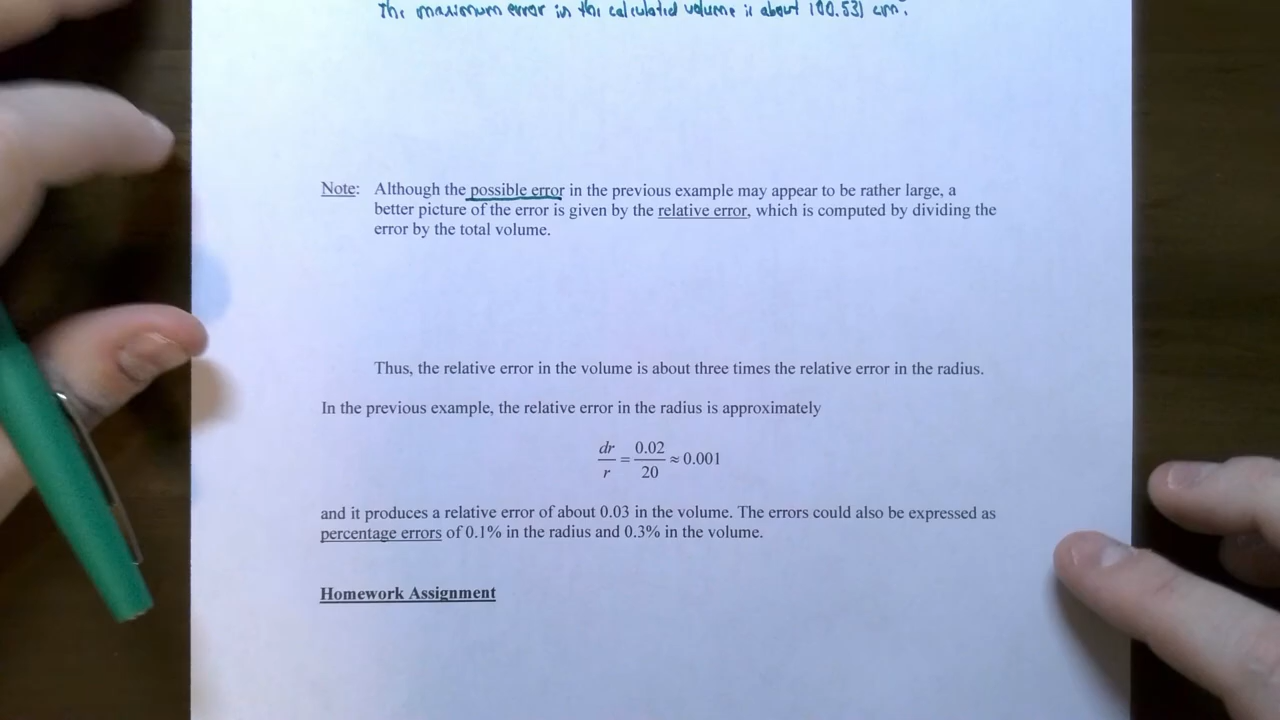 The maximum error in the calculated volume is about 100.531 cm.
Note: Although the possible error in the previous example may appear to be rather large, a
better picture of the error is given by the relative error, which is computed by dividing the
error by the total volume.
Thus, the relative error in the volume is about three times the relative error in the radius.
In the previous example, the relative error in the radius is approximately
dr/r = 0.02/20 ≈ 0.001
and it produces a relative error of about 0.03 in the volume. The errors could also be expressed as
percentage errors of 0.1% in the radius and 0.3% in the volume.
Homework Assignment